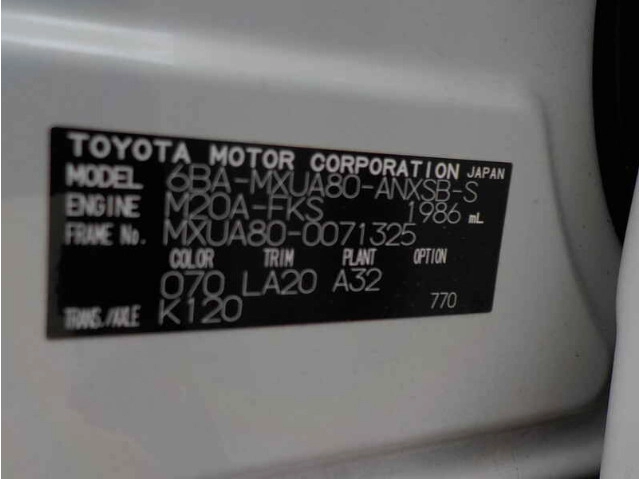 TOYOTA MOTOR CORPORATION JAPAN
MODEL 6BA-MXUA80-ANXSB-S
ENGINE M20A-FKS 1986 mL
FRAME No. MXUA80-0071325
COLOR TRIM PLANT OPTION
070 LA20 A32
TRANS./AXLE K120 770